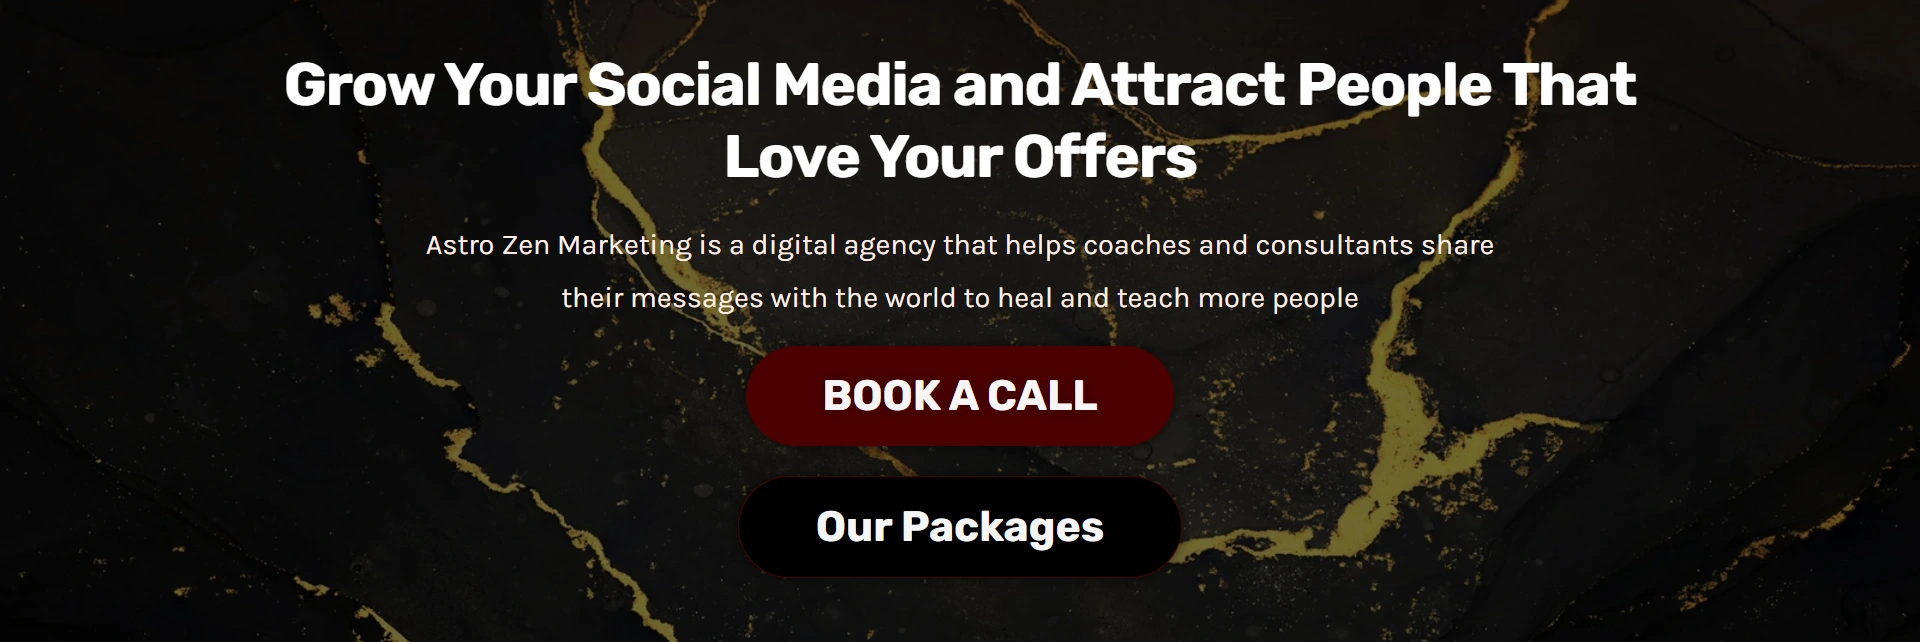 Grow Your Social Media and Attract People That
Love Your Offers
Astro Zen Marketing is a digital agency that helps coaches and consultants share
their messages with the world to heal and teach more people
BOOK A CALL
Our Packages